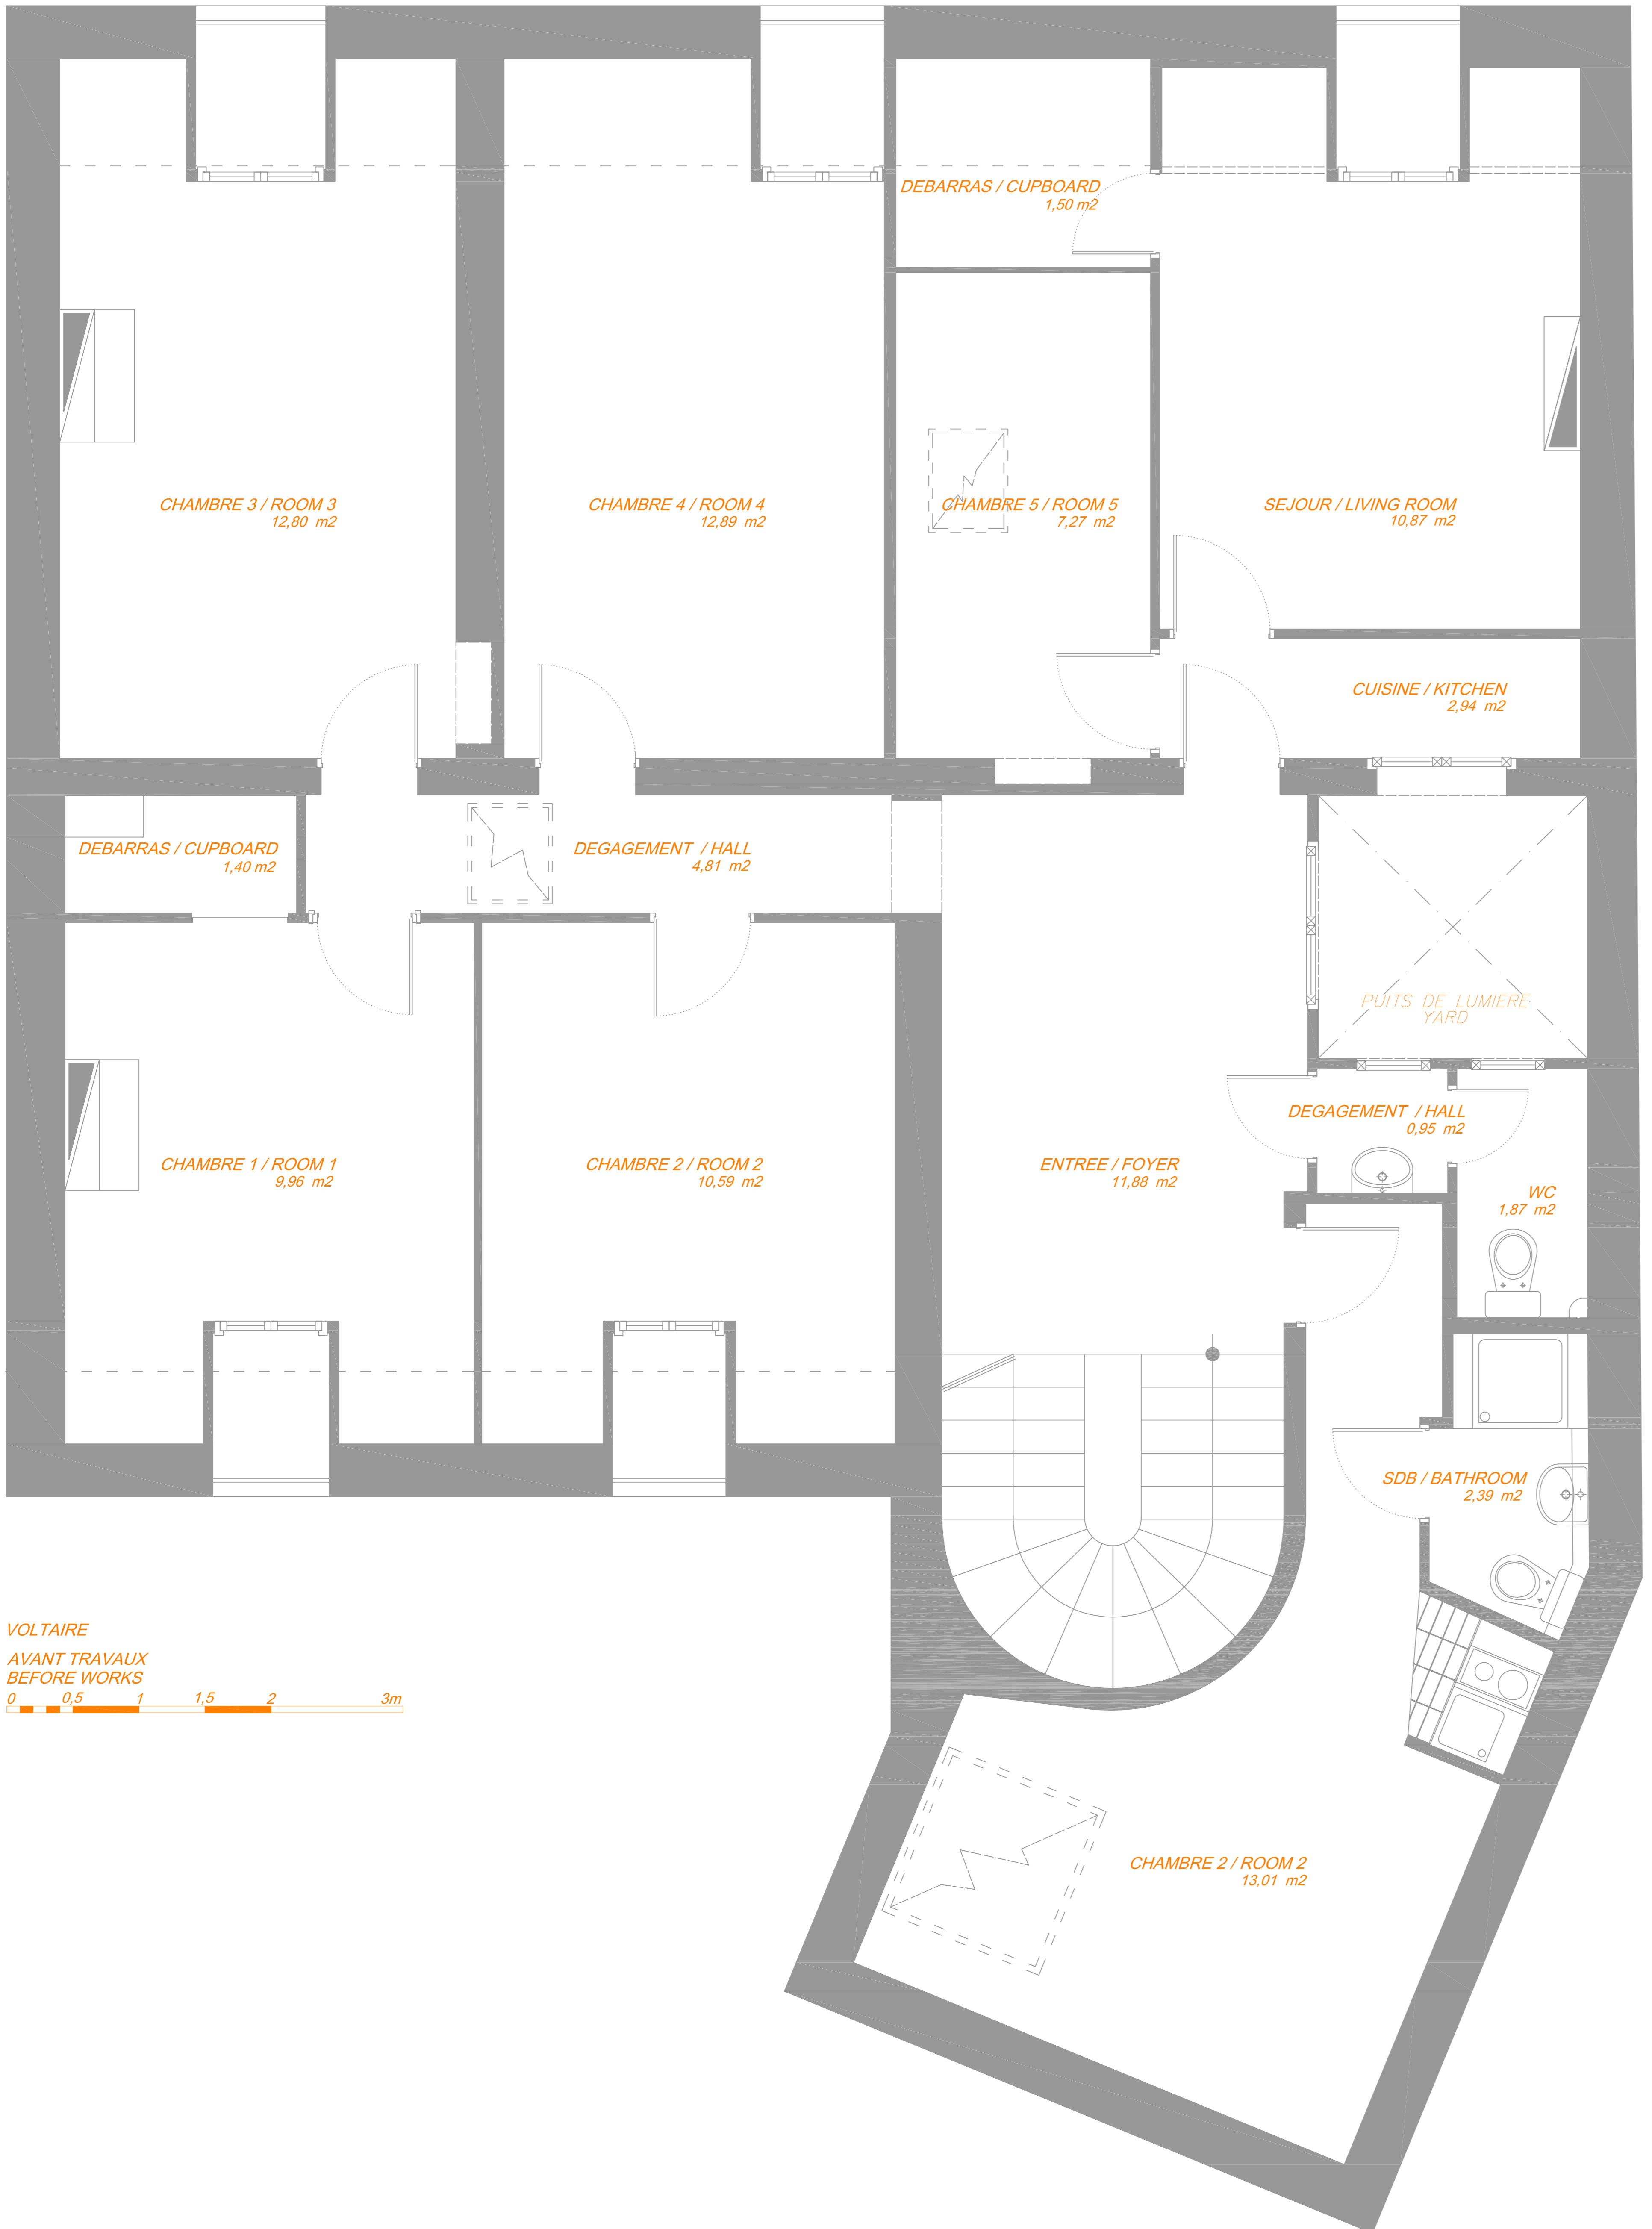 DEBARRAS / CUPBOARD
1,50 m2
CHAMBRE 3 / ROOM 3
12,80 m2
CHAMBRE 4 / ROOM 4
12,89 m2
CHAMBRE 5 / ROOM 5
7,27 m2
SEJOUR / LIVING ROOM
10,87 m2
CUISINE / KITCHEN
2,94 m2
DEBARRAS / CUPBOARD
1,40 m2
DEGAGEMENT / HALL
4,81 m2
PUITS DE LUMIERE
YARD
DEGAGEMENT / HALL
0,95 m2
CHAMBRE 1 / ROOM 1
9,96 m2
CHAMBRE 2 / ROOM 2
10,59 m2
ENTREE / FOYER
11,88 m2
WC
1,87 m2
SDB / BATHROOM
2,39 m2
VOLTAIRE
AVANT TRAVAUX
BEFORE WORKS
0 0,5 1 1,5 2 3m
CHAMBRE 2 / ROOM 2
13,01 m2